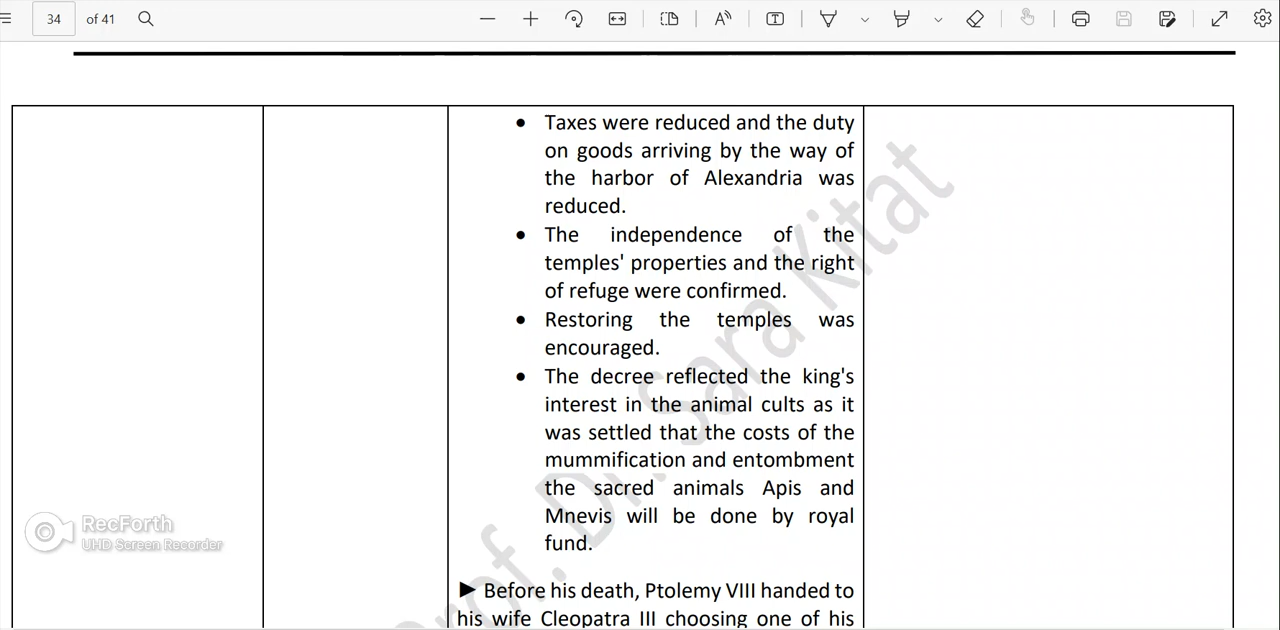 34 of 41
Taxes were reduced and the duty
on goods arriving by the way of
the harbor of Alexandria was
reduced.
The independence of the
temples' properties and the right
of refuge were confirmed.
Restoring the temples was
encouraged.
The decree reflected the king's
interest in the animal cults as it
was settled that the costs of the
mummification and entombment
the sacred animals Apis and
Mnevis will be done by royal
fund.
► Before his death, Ptolemy VIII handed to
his wife Cleopatra III choosing one of his
Prof. Dr. Sara Kitat
RecForth
UHD Screen Recorder